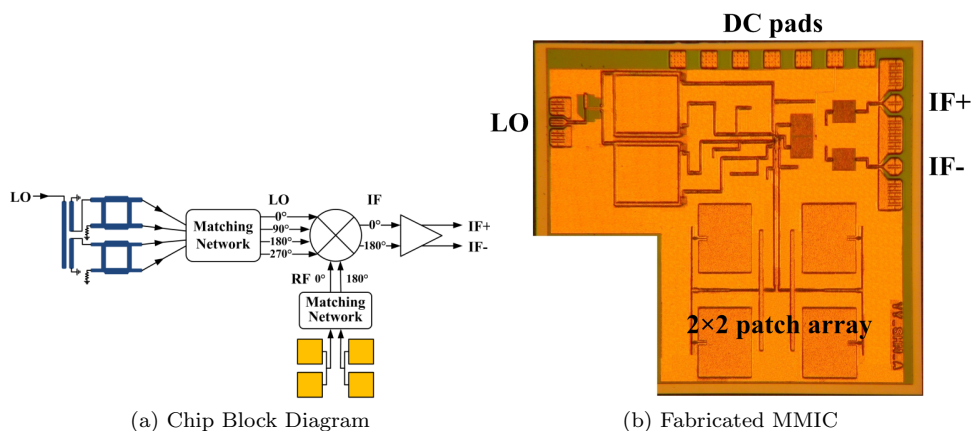 DC pads
LO
IF+
IF-
2×2 patch array
LO
Matching
Network
LO
0°
90°
180°
270°
IF
0°
180°
IF+
IF-
RF 0°
180°
Matching
Network
(a) Chip Block Diagram
(b) Fabricated MMIC